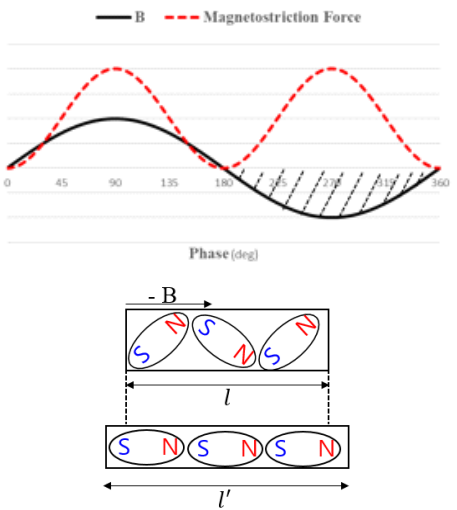 B Magnetostriction Force
0 45 90 135 180 225 270 315 360
Phase (deg)
- B
S N S N S N
l
S N S N S N
l'